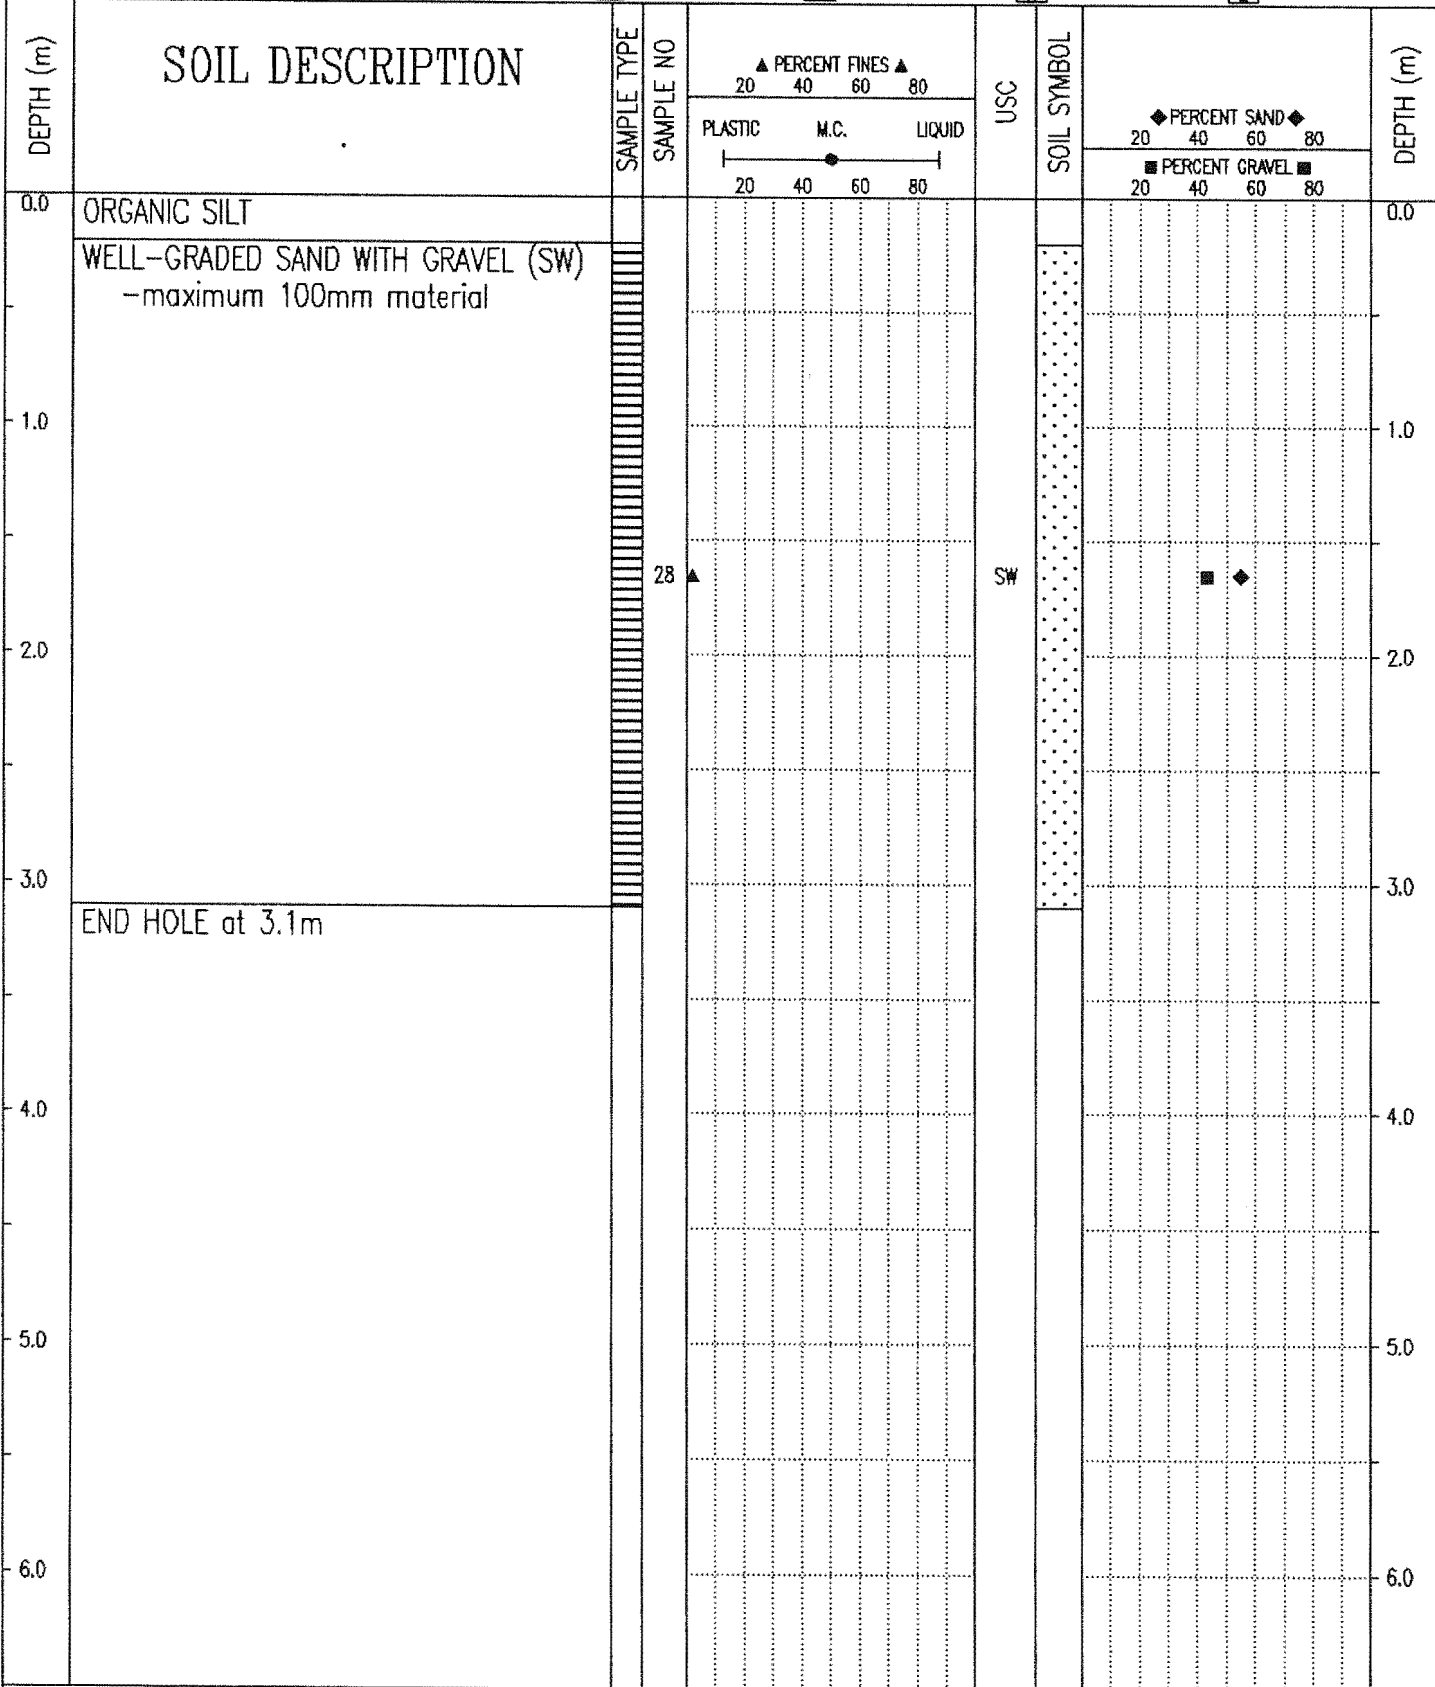 DEPTH (m)
SOIL DESCRIPTION
SAMPLE TYPE
SAMPLE NO
▲ PERCENT FINES ▲
20 40 60 80
PLASTIC M.C. LIQUID
20 40 60 80
USC
SOIL SYMBOL
◆ PERCENT SAND ◆
20 40 60 80
■ PERCENT GRAVEL ■
20 40 60 80
DEPTH (m)
0.0 ORGANIC SILT 0.0
WELL-GRADED SAND WITH GRAVEL (SW)
-maximum 100mm material
1.0 1.0
28 SW
2.0 2.0
3.0 3.0
END HOLE at 3.1m
4.0 4.0
5.0 5.0
6.0 6.0